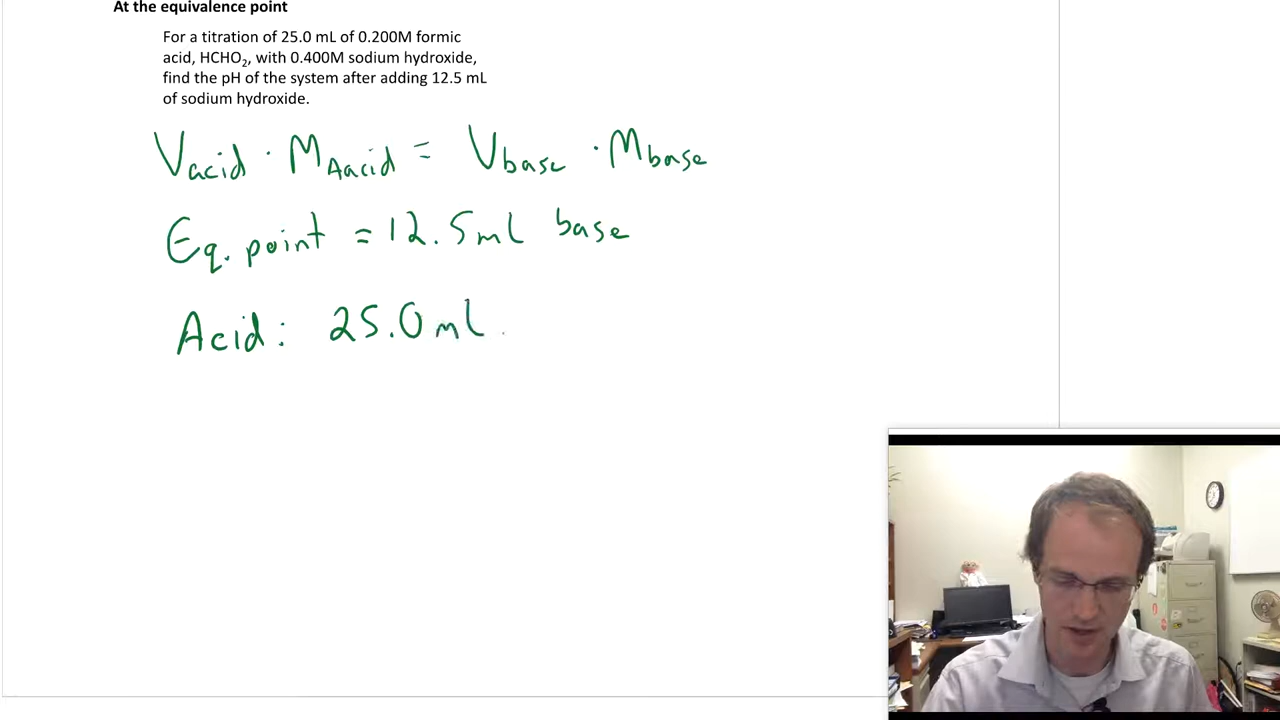 At the equivalence point
For a titration of 25.0 mL of 0.200M formic
acid, HCHO₂, with 0.400M sodium hydroxide,
find the pH of the system after adding 12.5 mL
of sodium hydroxide.
Vacid · MAacid = Vbase · Mbase
Eq. point = 12.5ml base
Acid: 25.0ml